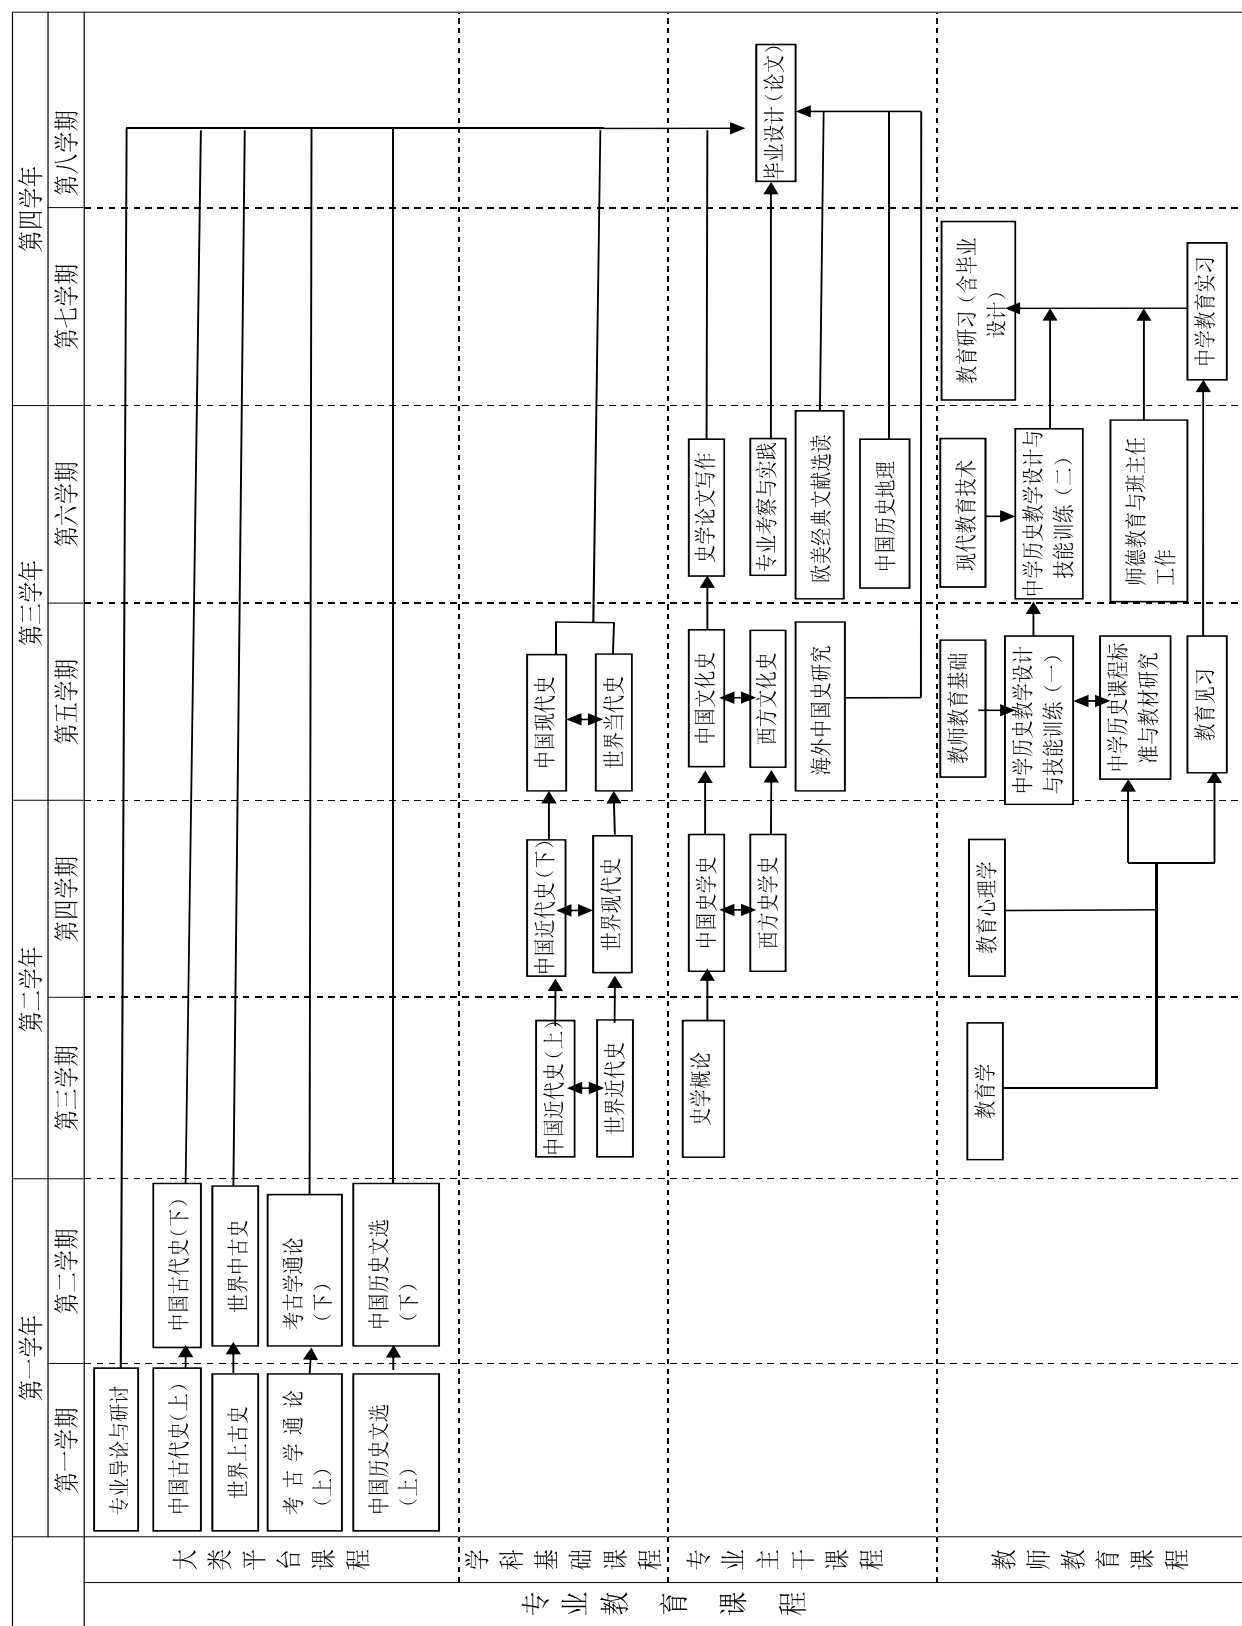 第一学年
第二学年
第三学年
第四学年
第一学期
第二学期
第三学期
第四学期
第五学期
第六学期
第七学期
第八学期
专业教育课程
大类平台课程
专业导论与研讨
中国古代史(上)
中国古代史(下)
世界上古史
世界中古史
考古学通论
(上)
考古学通论
(下)
中国历史文选
(上)
中国历史文选
(下)
学科基础课程
中国近代史(上)
中国近代史(下)
中国现代史
世界近代史
世界现代史
世界当代史
专业主干课程
史学概论
中国史学史
中国文化史
史学论文写作
西方史学史
西方文化史
专业考察与实践
毕业设计(论文)
海外中国史研究
欧美经典文献选读
中国历史地理
教师教育课程
教育学
教育心理学
教师教育基础
现代教育技术
教育研习(含毕业
设计)
中学历史教学设计
与技能训练(一)
中学历史教学设计与
技能训练(二)
中学历史课程标
准与教材研究
师德教育与班主任
工作
教育见习
中学教育实习